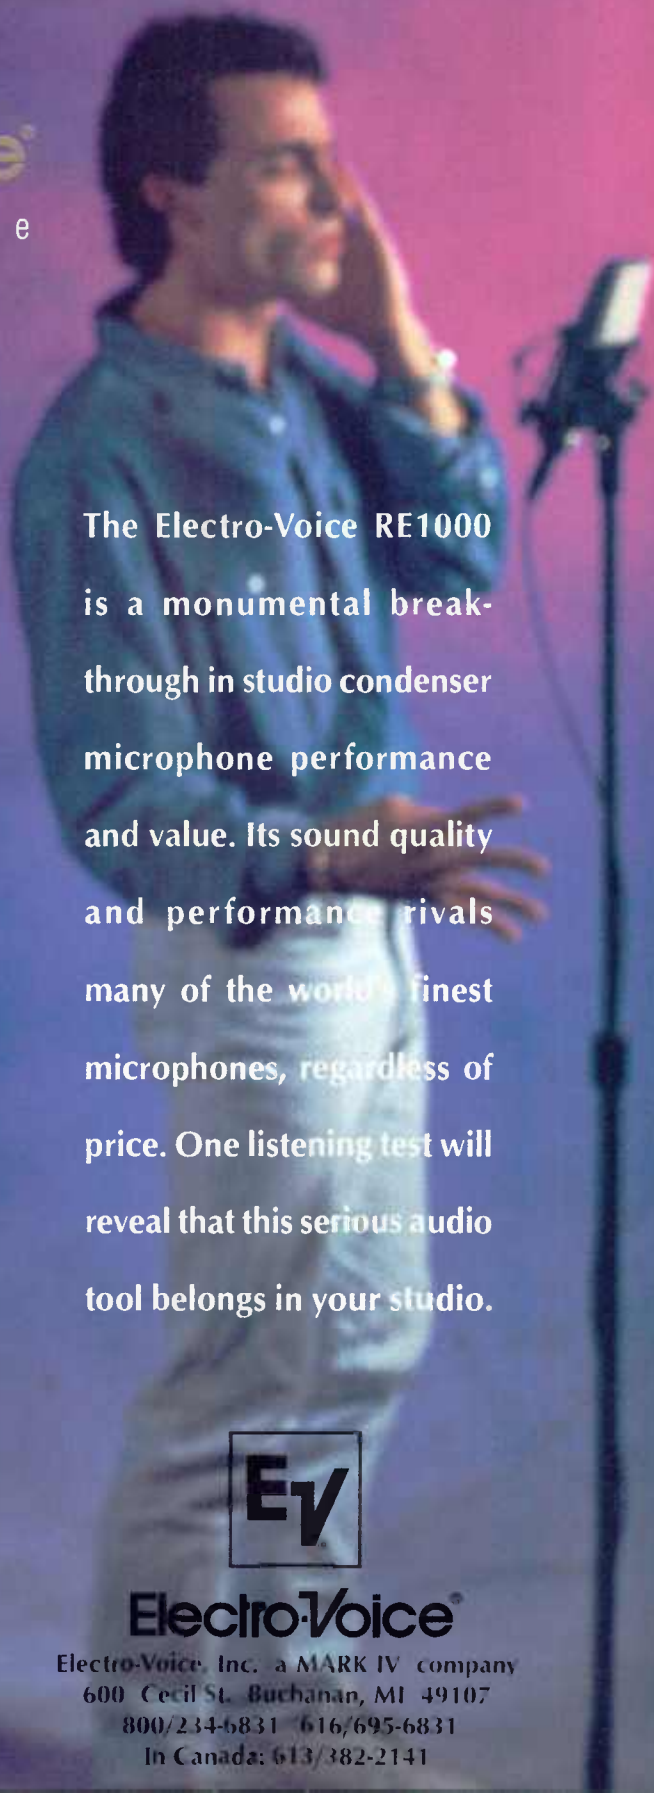 e®
e
The Electro-Voice RE1000
is a monumental break-
through in studio condenser
microphone performance
and value. Its sound quality
and performance rivals
many of the world's finest
microphones, regardless of
price. One listening test will
reveal that this serious audio
tool belongs in your studio.
EV®
Electro-Voice®
Electro-Voice, Inc. a MARK IV company
600 Cecil St. Buchanan, MI 49107
800/234-6831 616/695-6831
In Canada: 613/382-2141